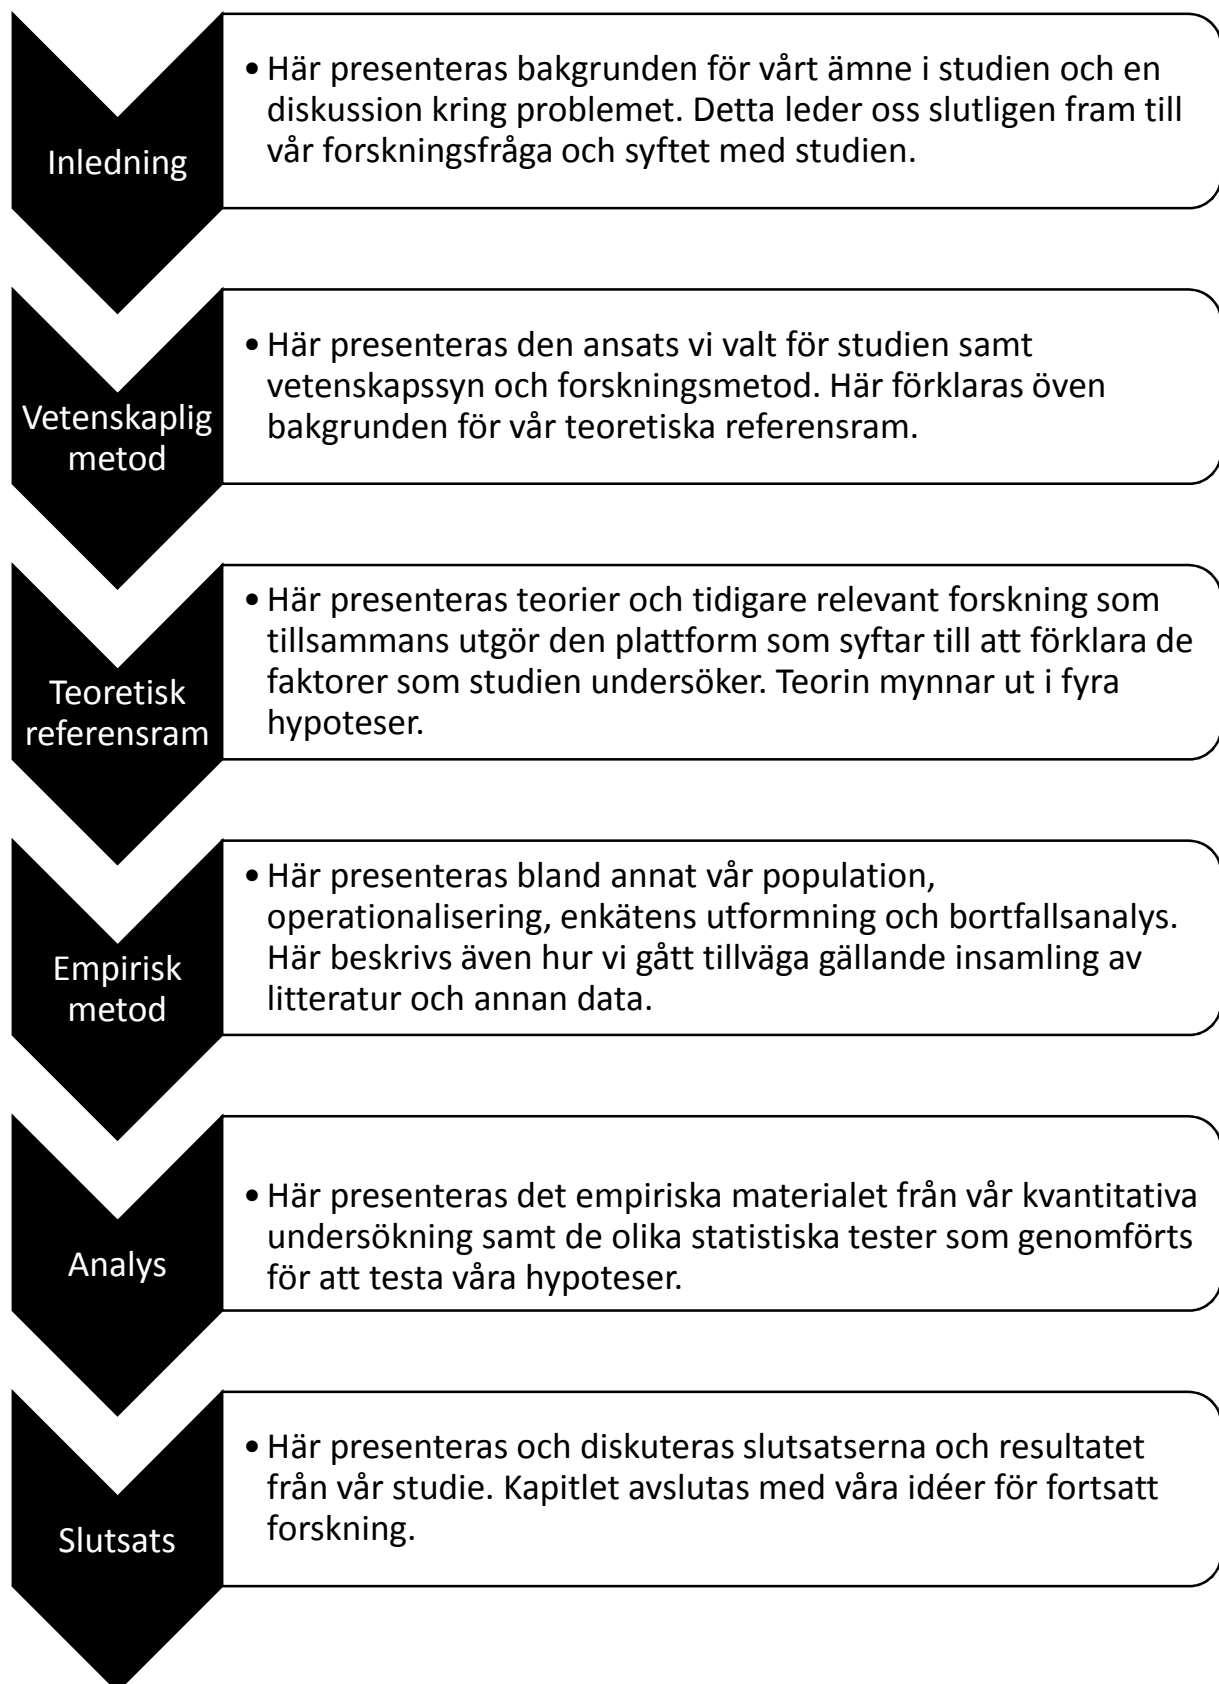 Inledning
• Här presenteras bakgrunden för vårt ämne i studien och en
diskussion kring problemet. Detta leder oss slutligen fram till
vår forskningsfråga och syftet med studien.
Vetenskaplig
metod
• Här presenteras den ansats vi valt för studien samt
vetenskapssyn och forskningsmetod. Här förklaras öven
bakgrunden för vår teoretiska referensram.
Teoretisk
referensram
• Här presenteras teorier och tidigare relevant forskning som
tillsammans utgör den plattform som syftar till att förklara de
faktorer som studien undersöker. Teorin mynnar ut i fyra
hypoteser.
Empirisk
metod
• Här presenteras bland annat vår population,
operationalisering, enkätens utformning och bortfallsanalys.
Här beskrivs även hur vi gått tillväga gällande insamling av
litteratur och annan data.
Analys
• Här presenteras det empiriska materialet från vår kvantitativa
undersökning samt de olika statistiska tester som genomförts
för att testa våra hypoteser.
Slutsats
• Här presenteras och diskuteras slutsatserna och resultatet
från vår studie. Kapitlet avslutas med våra idéer för fortsatt
forskning.